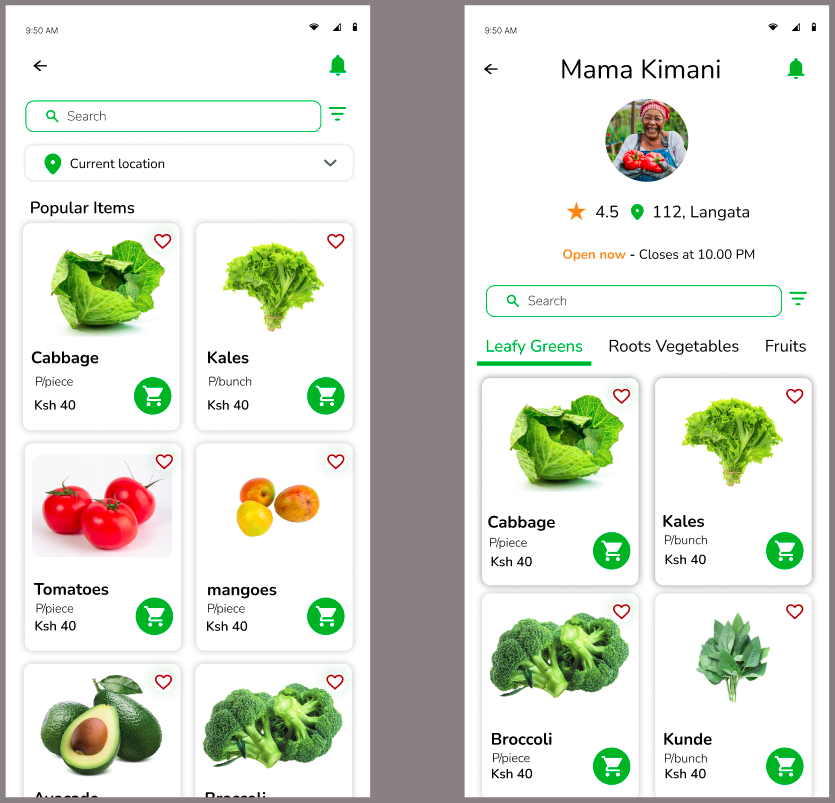 9:50 AM
Search
Current location
Popular Items
Cabbage
P/piece
Ksh 40
Kales
P/bunch
Ksh 40
Tomatoes
P/piece
Ksh 40
mangoes
P/piece
Ksh 40
Avocado
Broccoli
9:50 AM
Mama Kimani
4.5 112, Langata
Open now - Closes at 10.00 PM
Search
Leafy Greens Roots Vegetables Fruits
Cabbage
P/piece
Ksh 40
Kales
P/bunch
Ksh 40
Broccoli
P/piece
Ksh 40
Kunde
P/bunch
Ksh 40